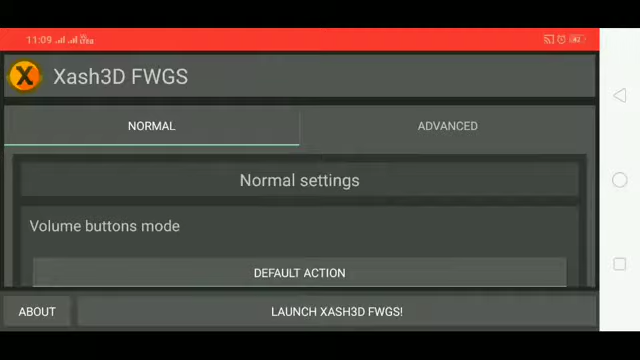 11:09
X Xash3D FWGS
NORMAL ADVANCED
Normal settings
Volume buttons mode
DEFAULT ACTION
ABOUT LAUNCH XASH3D FWGS!